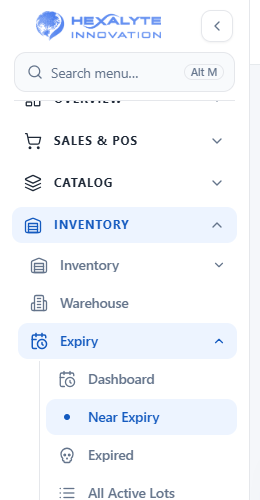 HEXALYTE
INNOVATION
Search menu... Alt M
OVERVIEW
SALES & POS
CATALOG
INVENTORY
Inventory
Warehouse
Expiry
Dashboard
Near Expiry
Expired
All Active Lots